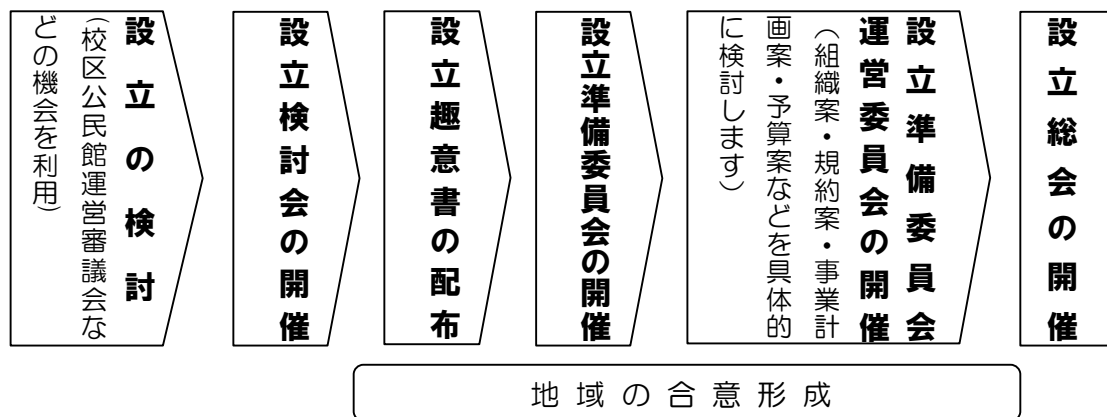 設立の検討
（校区公民館運営審議会な
どの機会を利用）
設立検討会の開催
設立趣意書の配布
設立準備委員会の開催
設立準備委員会
運営委員会の開催
（組織案・規約案・事業計
画案・予算案などを具体的
に検討します）
設立総会の開催
地域の合意形成